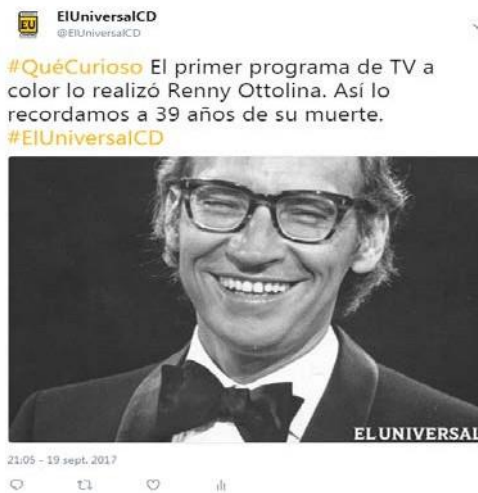 EU
ElUniversalCD
@ElUniversalCD
#QuéCurioso El primer programa de TV a
color lo realizó Renny Ottolina. Así lo
recordamos a 39 años de su muerte.
#ElUniversalCD
EL UNIVERSAL
21:05 - 19 sept. 2017